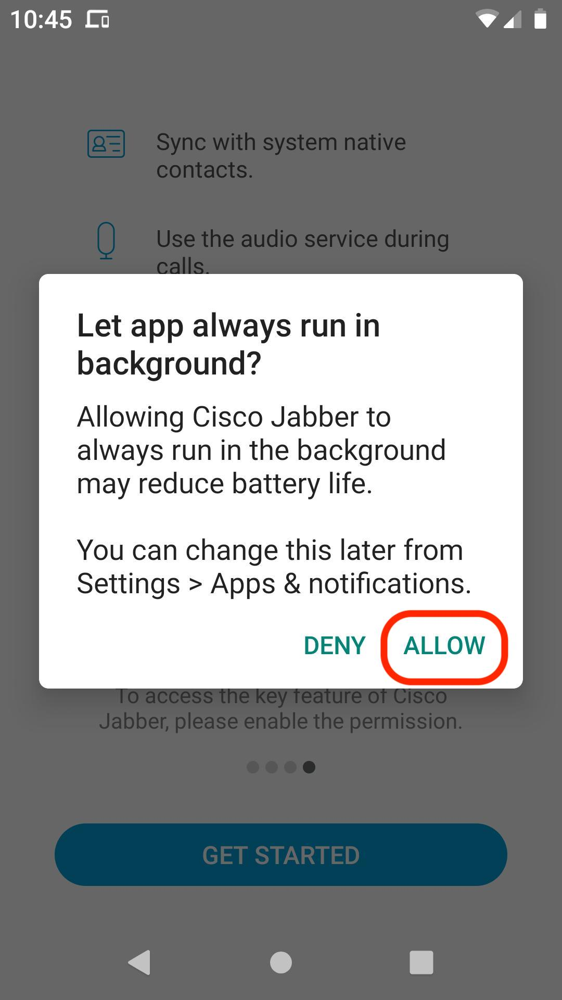 10:45
Sync with system native
contacts.
Use the audio service during
calls.
Let app always run in
background?
Allowing Cisco Jabber to
always run in the background
may reduce battery life.
You can change this later from
Settings > Apps & notifications.
DENY ALLOW
To access the key feature of Cisco
Jabber, please enable the permission.
GET STARTED